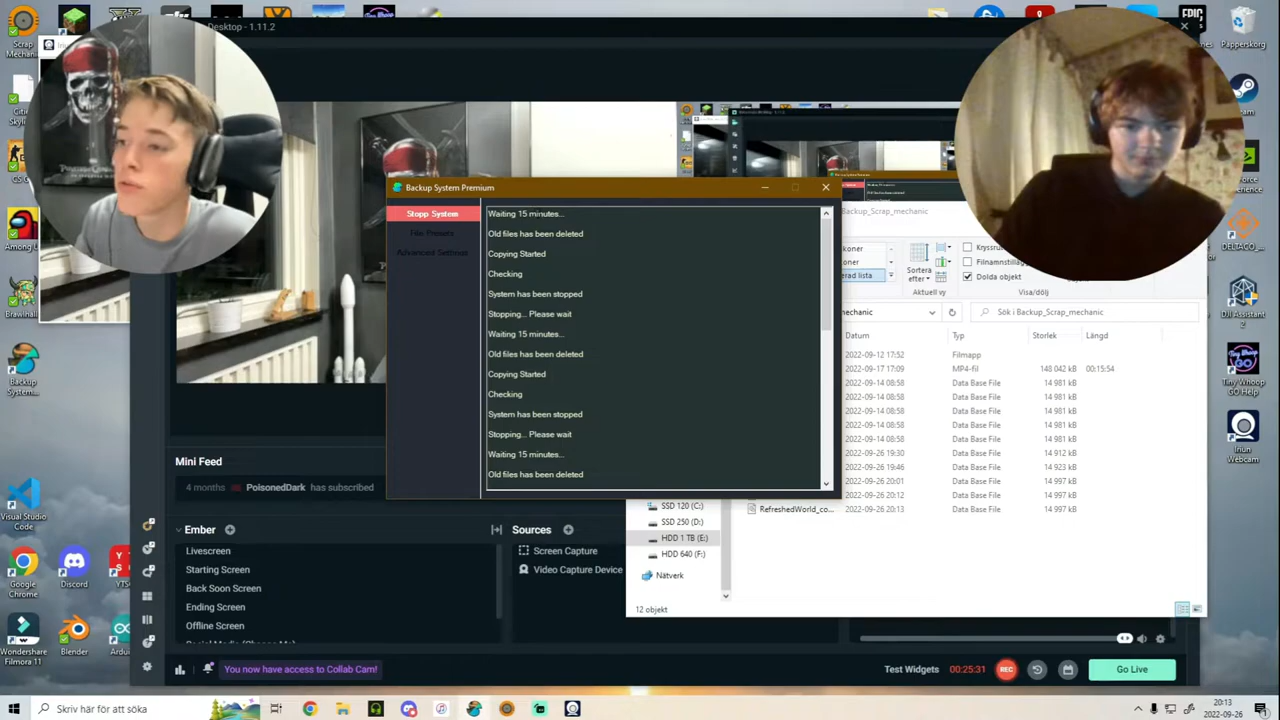 Desktop - 1.11.2
Scrap
Mechanic
Papperskorg
Among U
Brawlhalla
Backup
System...
Visual Studio
Code
Google
Chrome
Discord
Wondershare
Filmora 11
Blender
DELTACO_...
DJI Assistant
2
Tiny Whoop
GO Help
Iriun
Webcam
EPIC
Backup System Premium
Stopp System
File Presets
Advanced Settings
Waiting 15 minutes...
Old files has been deleted
Copying Started
Checking
System has been stopped
Stopping... Please wait
Waiting 15 minutes...
Old files has been deleted
Copying Started
Checking
System has been stopped
Stopping... Please wait
Waiting 15 minutes...
Old files has been deleted
Backup_Scrap_mechanic
Sortera
efter
Dolda objekt
Aktuell vy
Visa/dölj
Sök i Backup_Scrap_mechanic
Datum Typ Storlek Längd
2022-09-12 17:52 Filmapp
2022-09-17 17:09 MP4-fil 148 042 kB 00:15:54
2022-09-14 08:58 Data Base File 14 981 kB
2022-09-14 08:58 Data Base File 14 981 kB
2022-09-14 08:58 Data Base File 14 981 kB
2022-09-14 08:58 Data Base File 14 981 kB
2022-09-14 08:58 Data Base File 14 981 kB
2022-09-26 19:30 Data Base File 14 922 kB
2022-09-26 19:46 Data Base File 14 923 kB
2022-09-26 20:01 Data Base File 14 997 kB
2022-09-26 20:12 Data Base File 14 997 kB
RefreshedWorld_co... 2022-09-26 20:13 Data Base File 14 997 kB
SSD 120 (C:)
SSD 250 (D:)
HDD 1 TB (E:)
HDD 640 (F:)
Nätverk
12 objekt
Mini Feed
4 months PoisonedDark has subscribed
Ember
Livescreen
Starting Screen
Back Soon Screen
Ending Screen
Offline Screen
Social Media (Change Me)
Sources
Screen Capture
Video Capture Device
You now have access to Collab Cam!
Test Widgets
00:25:31
REC
Go Live
Skriv här för att söka
20:13
2022-09-26